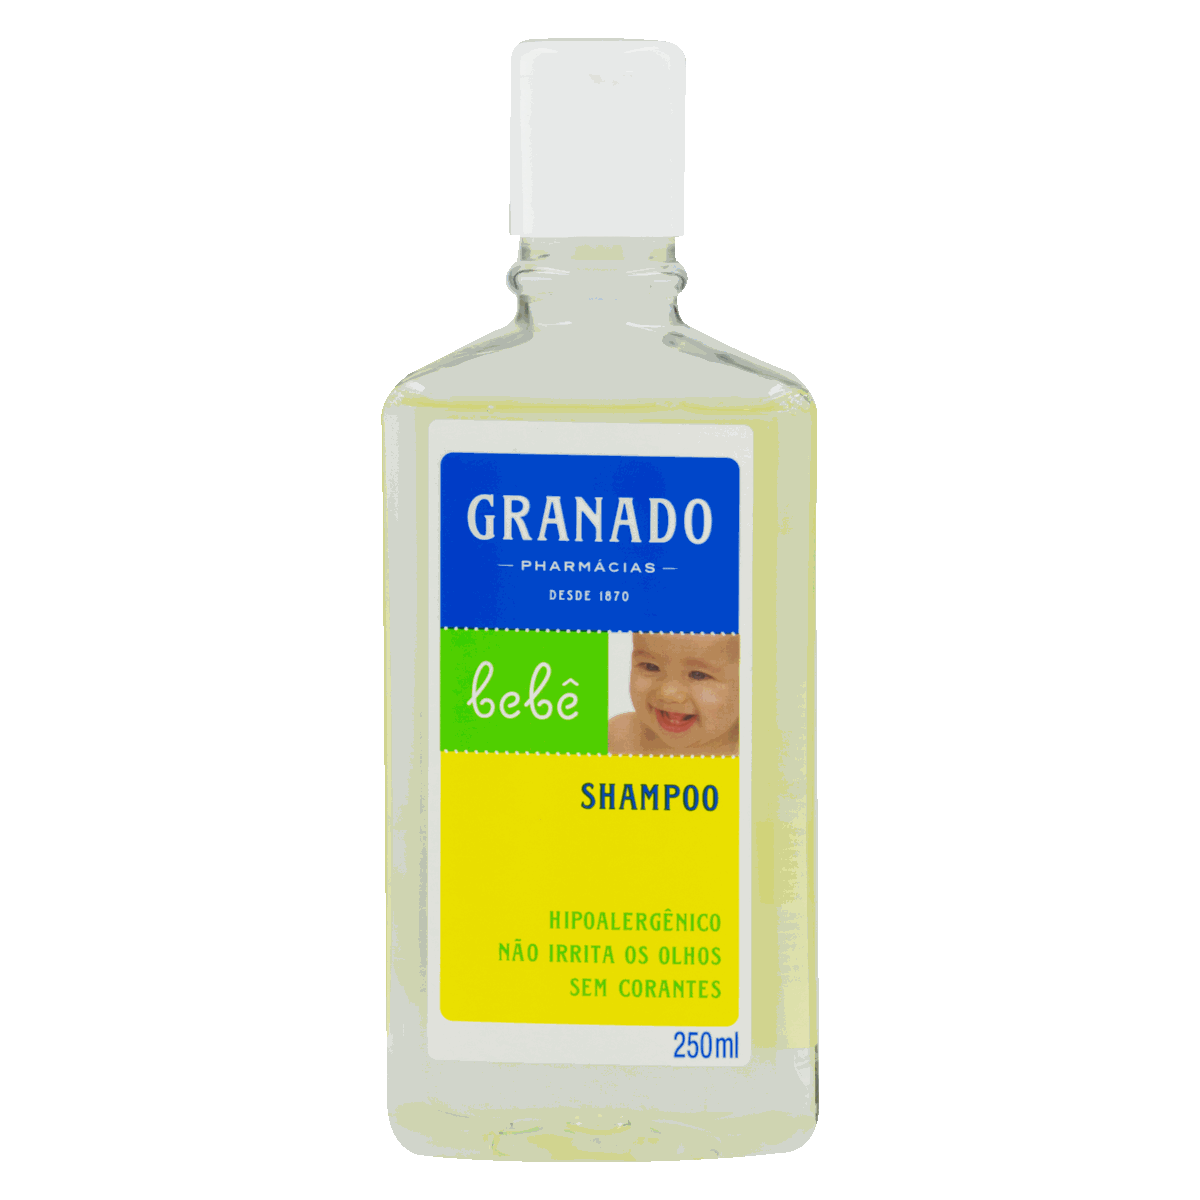 GRANADO
PHARMÁCIAS
DESDE 1870
bebê
SHAMPOO
HIPOALERGÊNICO
NÃO IRRITA OS OLHOS
SEM CORANTES
250ml